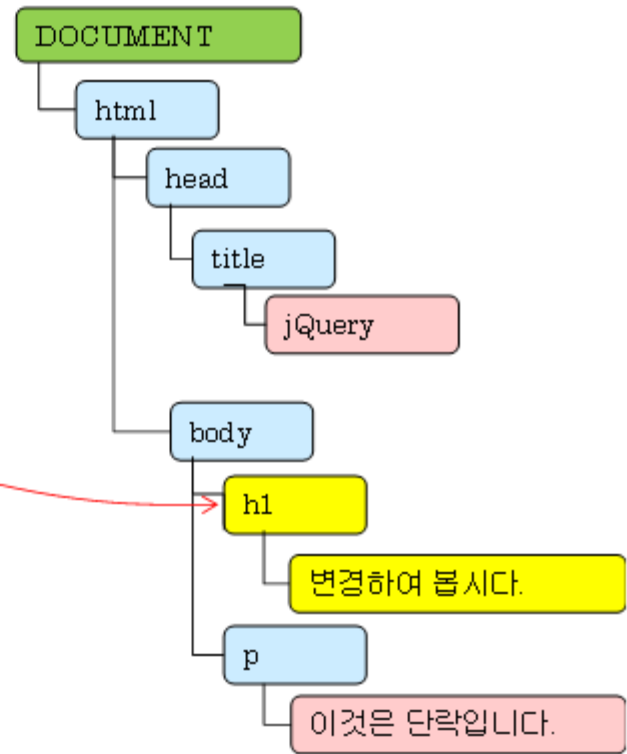 DOCUMENT
html
head
title
jQuery
body
h1
변경하여 봅시다.
p
이것은 단락입니다.